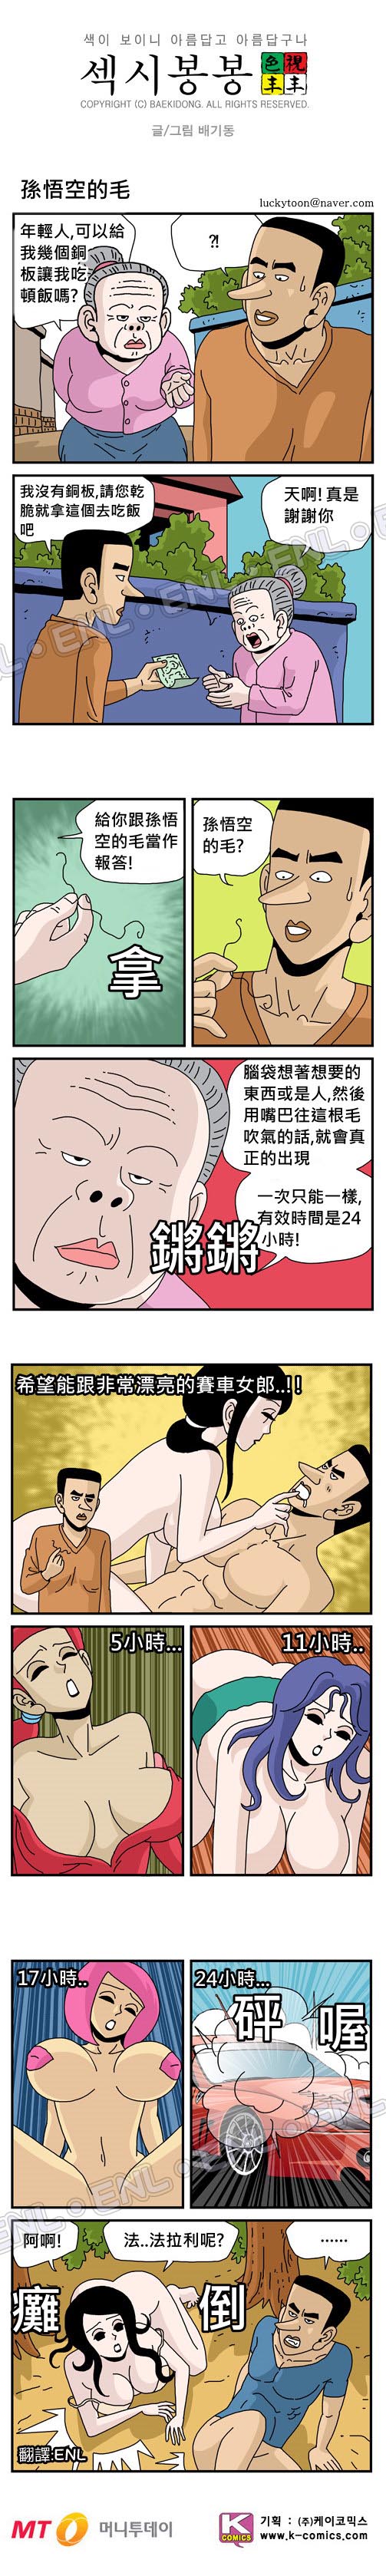 색이 보이니 아름답고 아름답구나
섹시봉봉 色視丰丰
COPYRIGHT (C) BAEKIDONG. ALL RIGHTS RESERVED.
글/그림 배기동
孫悟空的毛
luckytoon@naver.com
年輕人,可以給
我幾個銅
板讓我吃
頓飯嗎?
?!
我沒有銅板,請您乾
脆就拿這個去吃飯
吧
天啊! 真是
謝謝你
ENL · ENL · ENL · ENL
給你跟孫悟
空的毛當作
報答!
拿
孫悟空
的毛?
腦袋想著想要的
東西或是人,然後
用嘴巴往這根毛
吹氣的話,就會真
正的出現
一次只能一樣,
有效時間是24
小時!
鏘鏘
希望能跟非常漂亮的賽車女郎..!!
5小時...
11小時..
17小時..
24小時...
砰
喔
ENL · ENL · ENL · ENL
阿啊!
法..法拉利呢?
......
癱
倒
翻譯:ENL
MT 머니투데이
K COMICS
기획 : (주)케이코믹스
www.k-comics.com